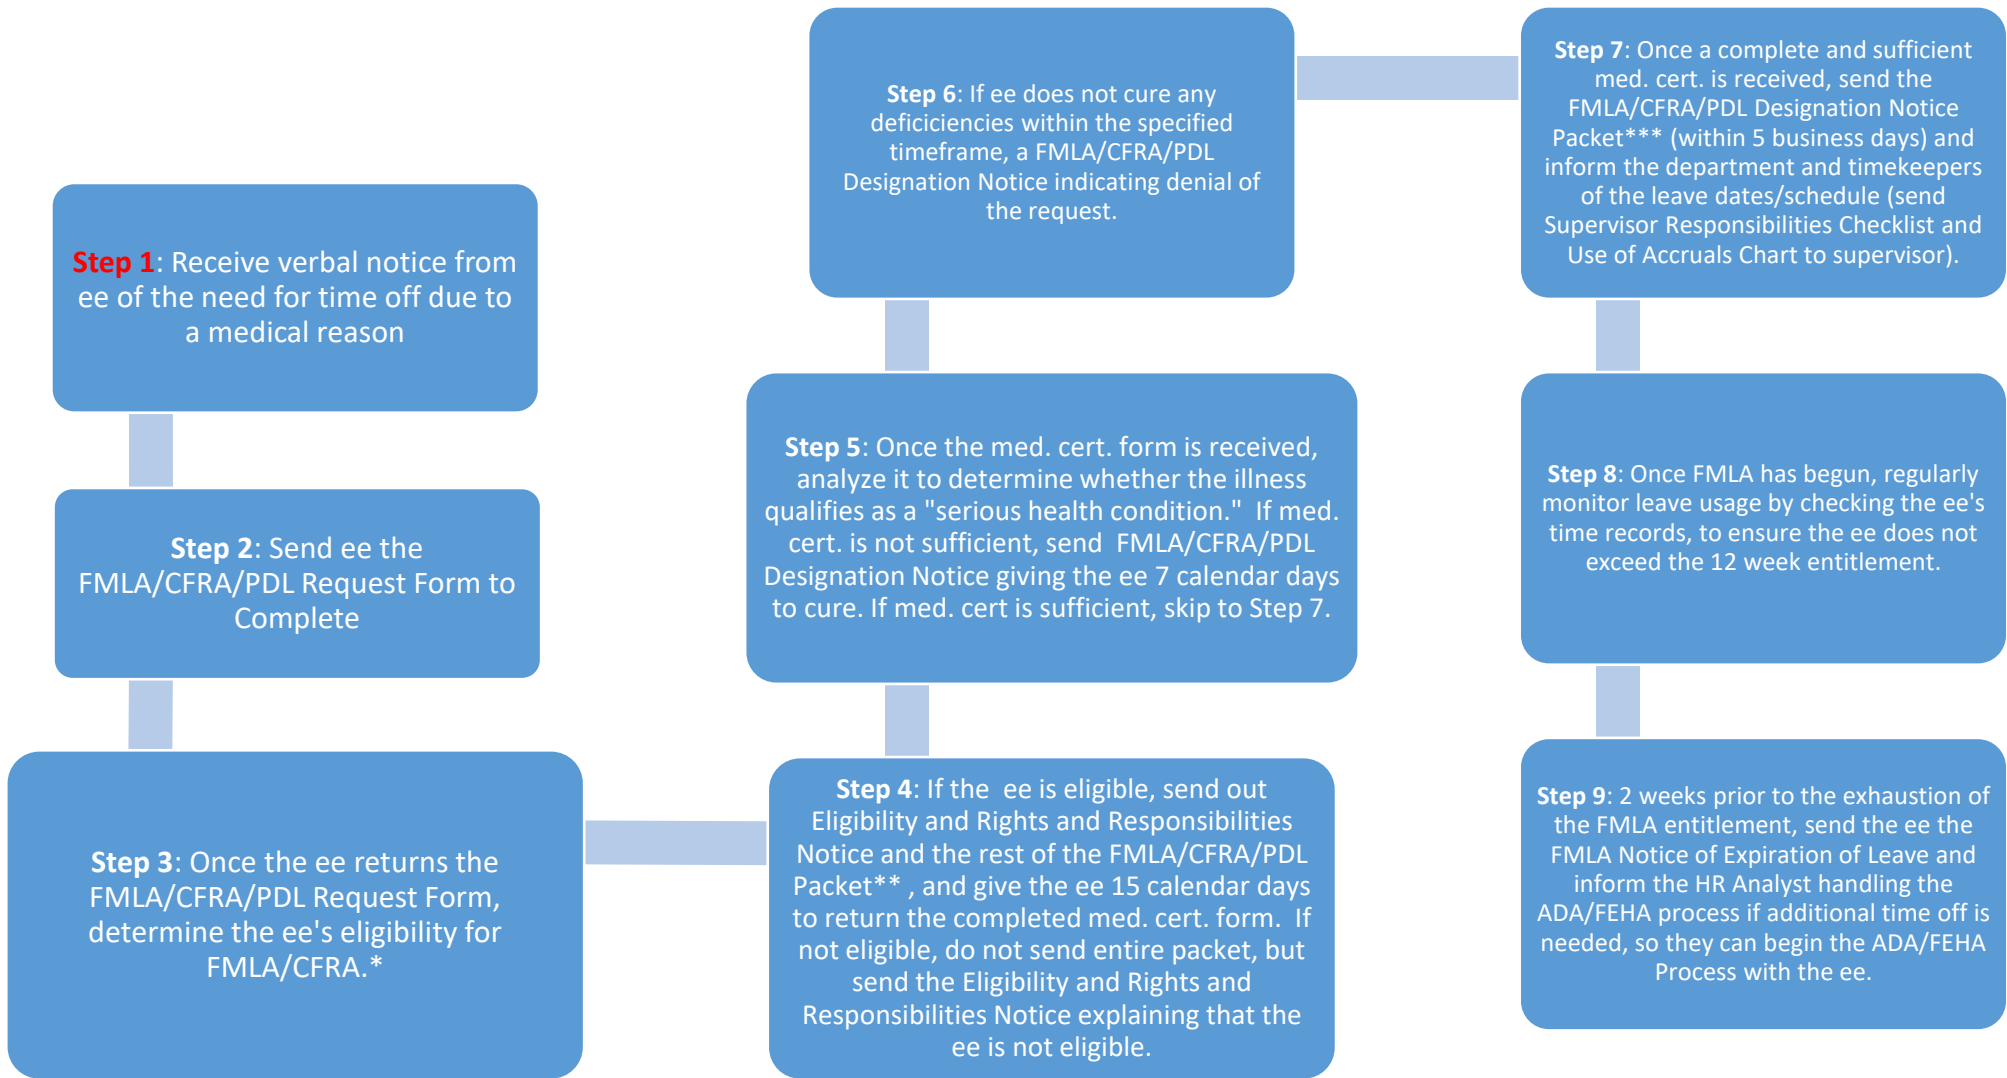 Step 1: Receive verbal notice from
ee of the need for time off due to
a medical reason
Step 2: Send ee the
FMLA/CFRA/PDL Request Form to
Complete
Step 3: Once the ee returns the
FMLA/CFRA/PDL Request Form,
determine the ee's eligibility for
FMLA/CFRA.*
Step 4: If the  ee is eligible, send out
Eligibility and Rights and Responsibilities
Notice and the rest of the FMLA/CFRA/PDL
Packet** , and give the ee 15 calendar days
to return the completed med. cert. form.  If
not eligible, do not send entire packet, but
send the Eligibility and Rights and
Responsibilities Notice explaining that the
ee is not eligible.
Step 5: Once the med. cert. form is received,
analyze it to determine whether the illness
qualifies as a "serious health condition."  If med.
cert. is not sufficient, send  FMLA/CFRA/PDL
Designation Notice giving the ee 7 calendar days
to cure. If med. cert is sufficient, skip to Step 7.
Step 6: If ee does not cure any
deficiciencies within the specified
timeframe, a FMLA/CFRA/PDL
Designation Notice indicating denial of
the request.
Step 7: Once a complete and sufficient
med. cert. is received, send the
FMLA/CFRA/PDL Designation Notice
Packet*** (within 5 business days) and
inform the department and timekeepers
of the leave dates/schedule (send
Supervisor Responsibilities Checklist and
Use of Accruals Chart to supervisor).
Step 8: Once FMLA has begun, regularly
monitor leave usage by checking the ee's
time records, to ensure the ee does not
exceed the 12 week entitlement.
Step 9: 2 weeks prior to the exhaustion of
the FMLA entitlement, send the ee the
FMLA Notice of Expiration of Leave and
inform the HR Analyst handling the
ADA/FEHA process if additional time off is
needed, so they can begin the ADA/FEHA
Process with the ee.